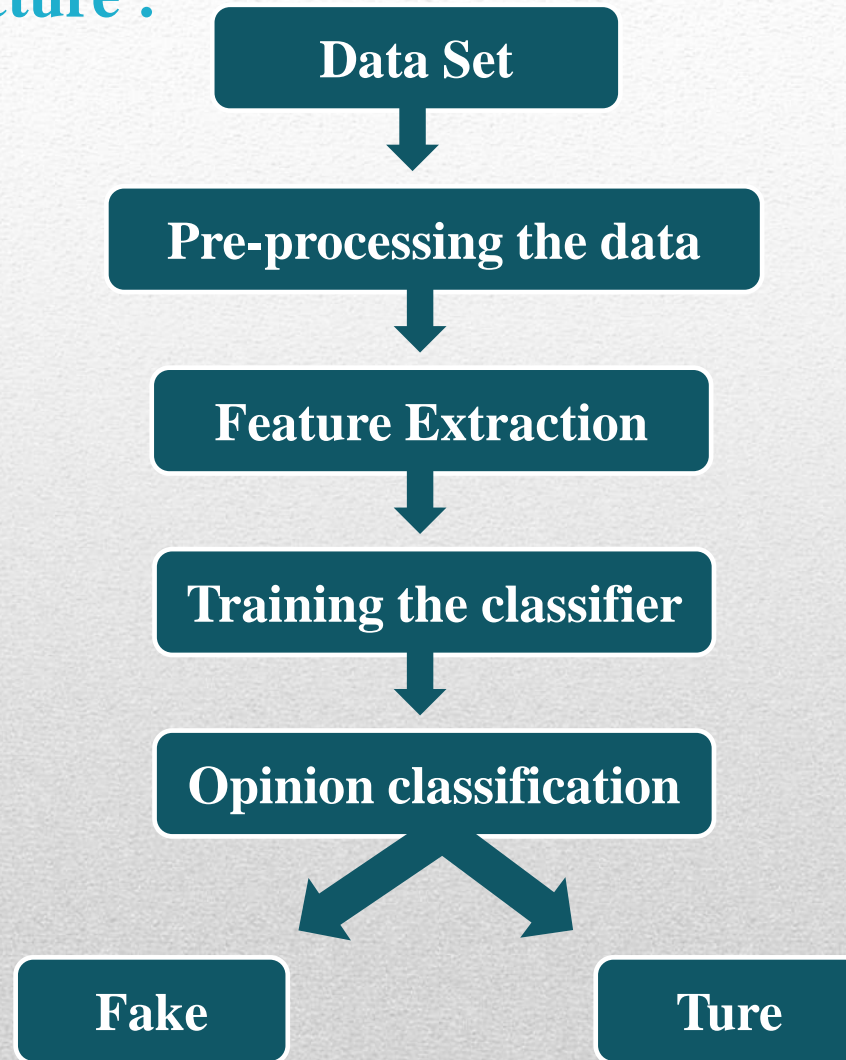 Data Set
Pre-processing the data
Feature Extraction
Training the classifier
Opinion classification
Fake
Ture